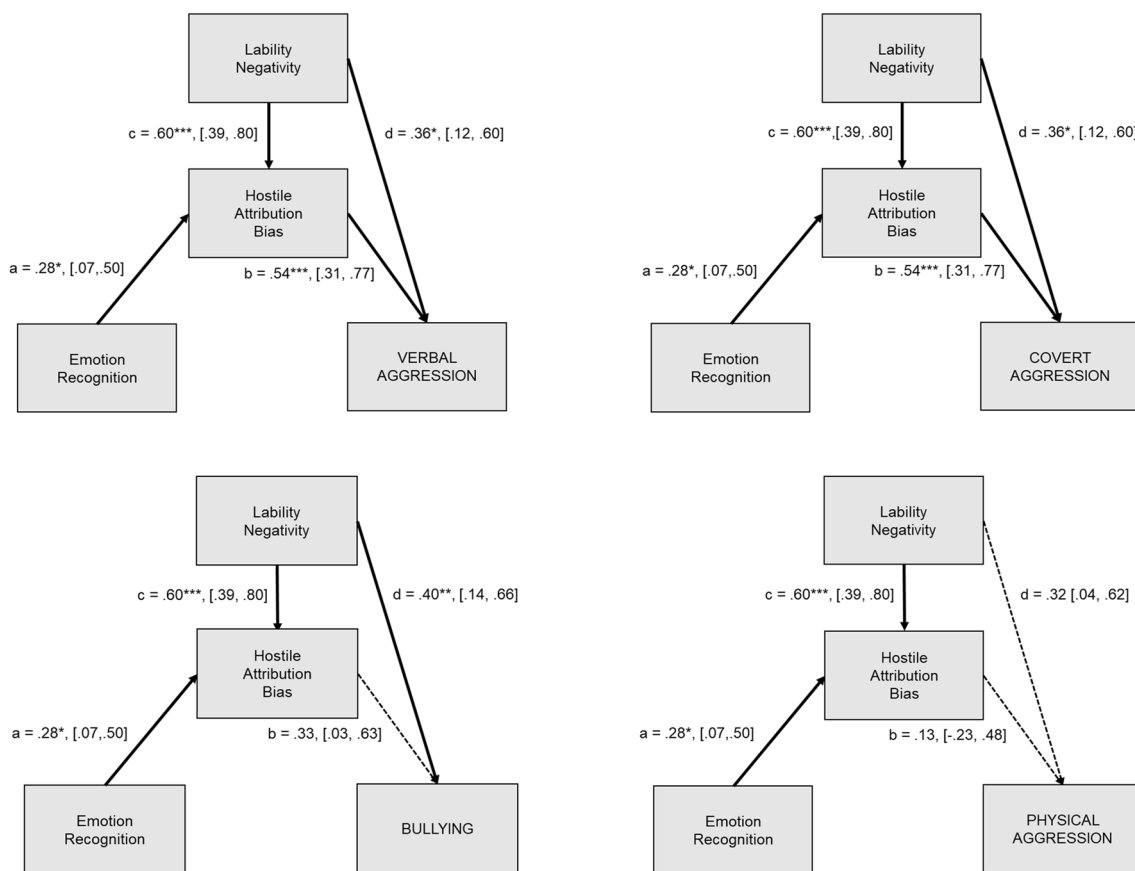 Lability
Negativity
c = .60***, [.39, .80]
d = .36*, [.12, .60]
Hostile
Attribution
Bias
a = .28*, [.07,.50]
b = .54***, [.31, .77]
Emotion
Recognition
VERBAL
AGGRESSION
Lability
Negativity
c = .60***,[.39, .80]
d = .36*, [.12, .60]
Hostile
Attribution
Bias
a = .28*, [.07,.50]
b = .54***, [.31, .77]
Emotion
Recognition
COVERT
AGGRESSION
Lability
Negativity
c = .60***, [.39, .80]
d = .40**, [.14, .66]
Hostile
Attribution
Bias
a = .28*, [.07,.50]
b = .33, [.03, .63]
Emotion
Recognition
BULLYING
Lability
Negativity
c = .60***, [.39, .80]
d = .32 [.04, .62]
Hostile
Attribution
Bias
a = .28*, [.07,.50]
b = .13, [-.23, .48]
Emotion
Recognition
PHYSICAL
AGGRESSION